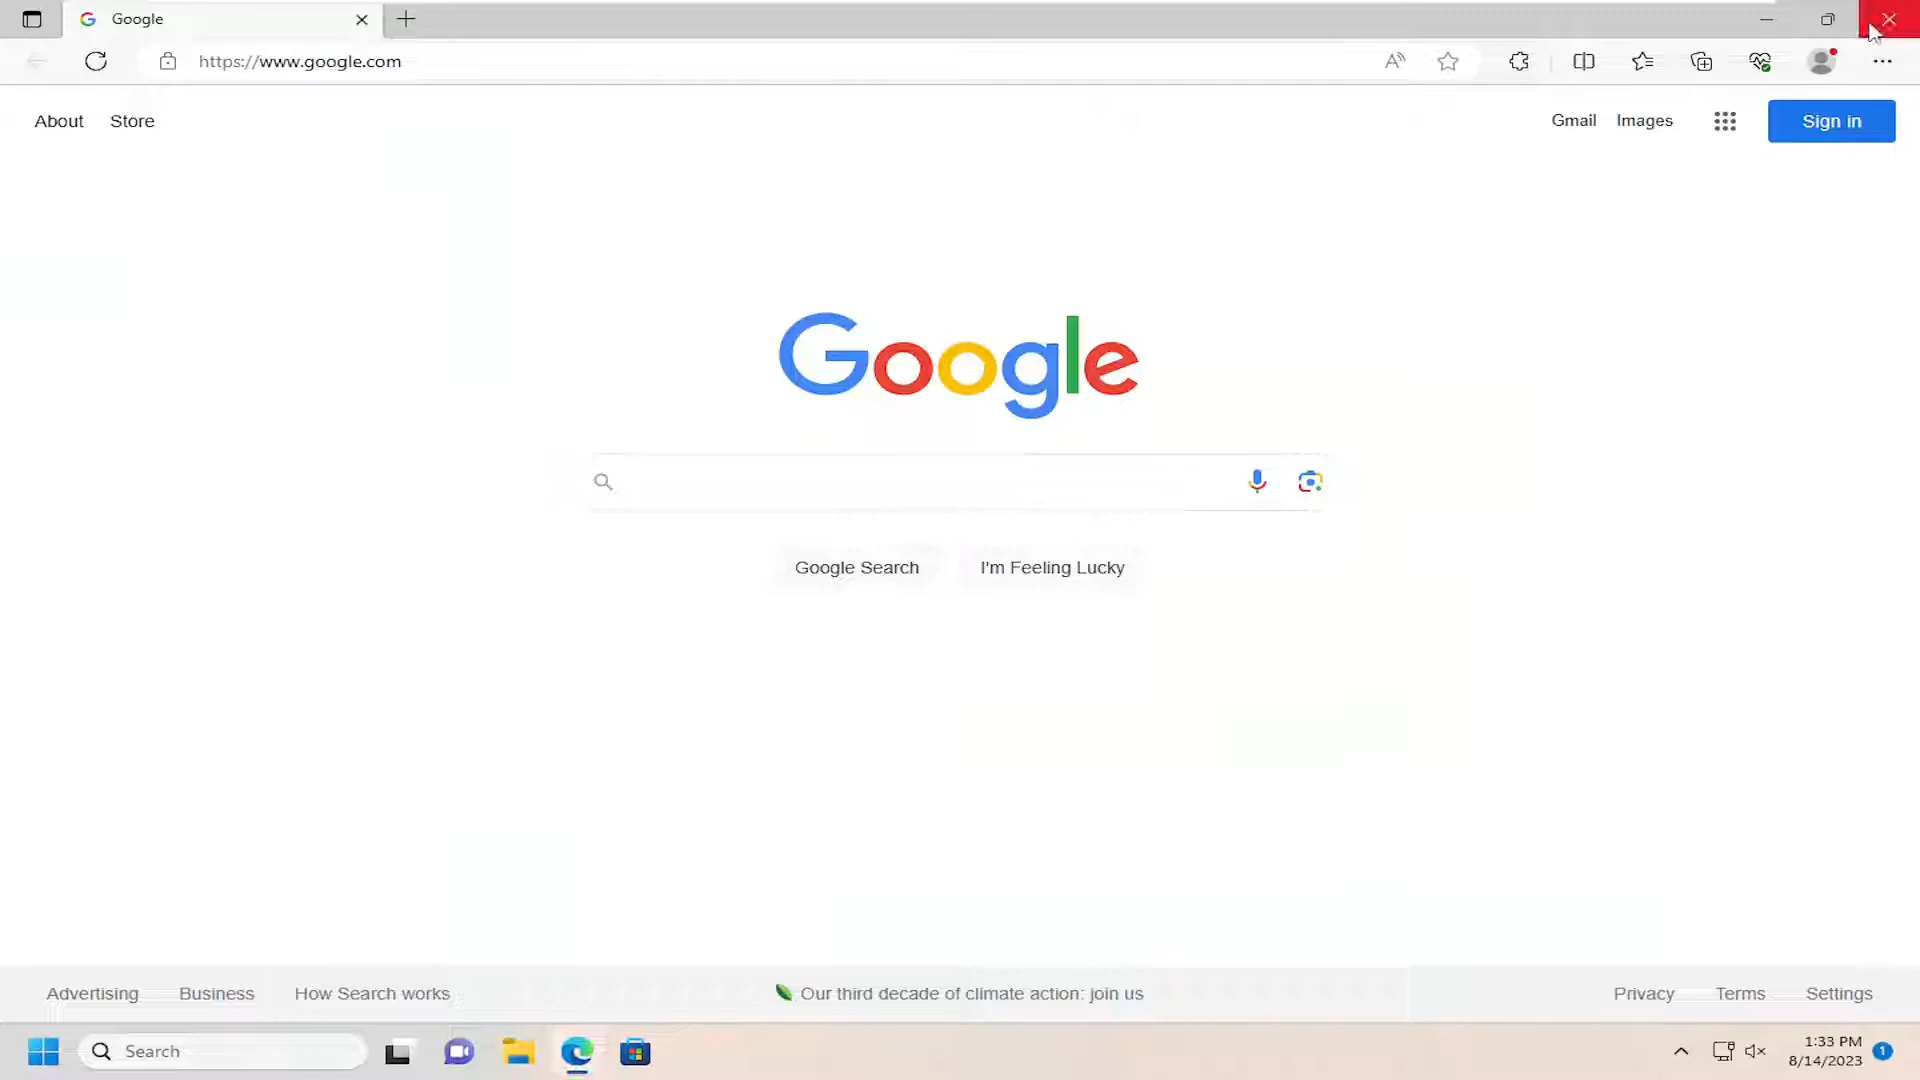 Google
https://www.google.com
About Store
Gmail Images Sign in
Google
Google Search I'm Feeling Lucky
Advertising Business How Search works
Our third decade of climate action: join us
Privacy Terms Settings
Search
1:33 PM
8/14/2023
1